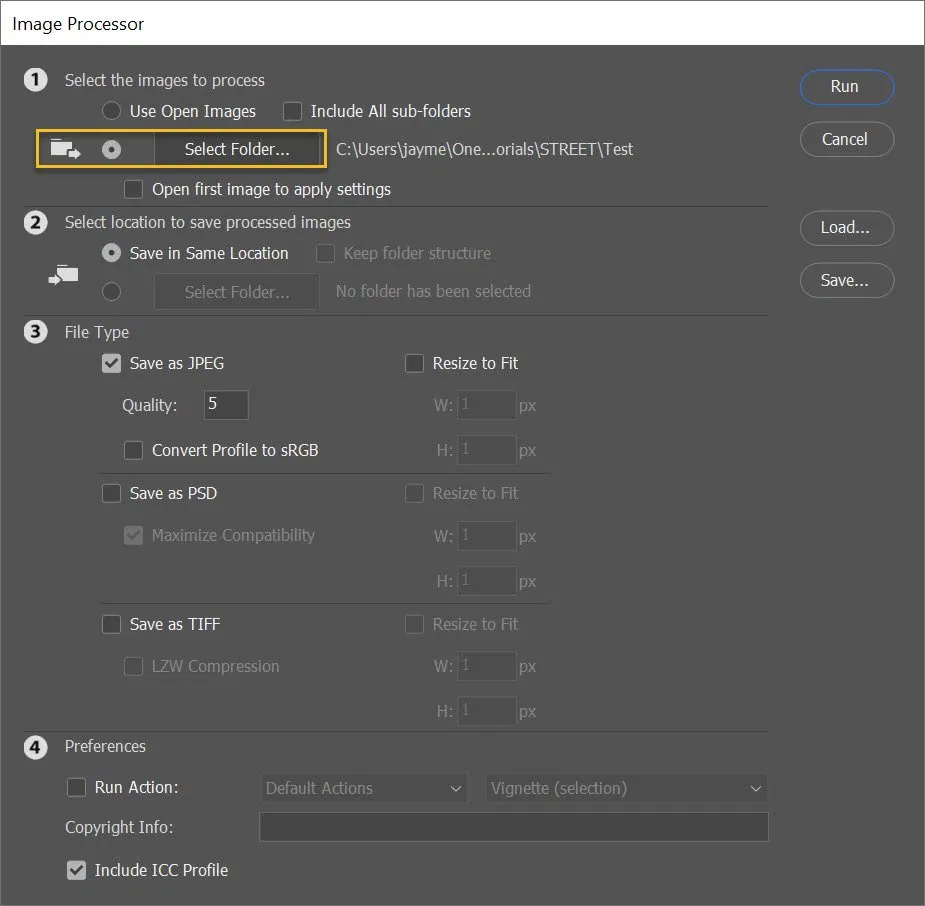 Image Processor
1 Select the images to process
Run
Use Open Images Include All sub-folders
Cancel
Select Folder... C:\Users\jayme\One...orials\STREET\Test
Open first image to apply settings
2 Select location to save processed images
Load...
Save in Same Location Keep folder structure
Save...
Select Folder... No folder has been selected
3 File Type
Save as JPEG Resize to Fit
Quality: 5 W: 1 px
Convert Profile to sRGB H: 1 px
Save as PSD Resize to Fit
Maximize Compatibility W: 1 px
H: 1 px
Save as TIFF Resize to Fit
LZW Compression W: 1 px
H: 1 px
4 Preferences
Run Action: Default Actions Vignette (selection)
Copyright Info:
Include ICC Profile